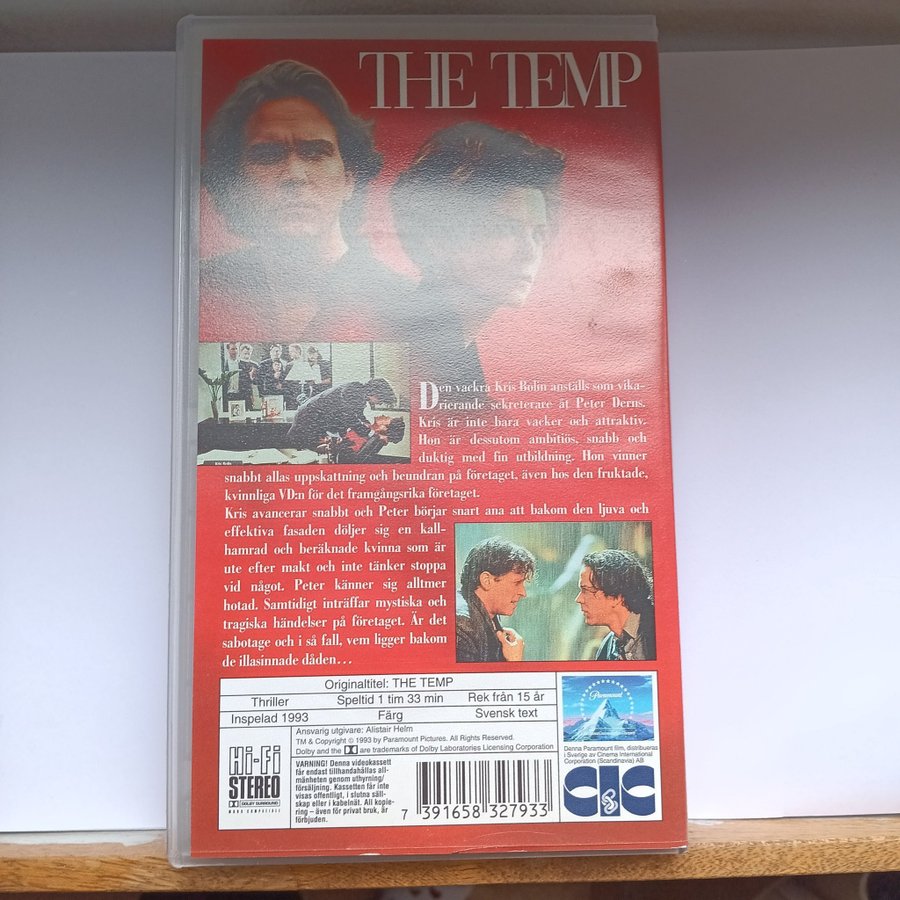 THE TEMP
Den vackra Kris Bolin anställs som vika-
rierande sekreterare åt Peter Derns.
Kris är inte bara vacker och attraktiv.
Hon är dessutom ambitiös, snabb och
duktig med fin utbildning. Hon vinner
snabbt allas uppskattning och beundran på företaget, även hos den fruktade,
kvinnliga VD:n för det framgångsrika företaget.
Kris avancerar snabbt och Peter börjar snart ana att bakom den ljuva och
effektiva fasaden döljer sig en kall-
hamrad och beräknade kvinna som är
ute efter makt och inte tänker stoppa
vid något. Peter känner sig alltmer
hotad. Samtidigt inträffar mystiska och
tragiska händelser på företaget. Är det
sabotage och i så fall, vem ligger bakom
de illasinnade dåden...
Originaltitel: THE TEMP
Thriller Speltid 1 tim 33 min Rek från 15 år
Inspelad 1993 Färg Svensk text
Ansvarig utgivare: Alistair Helm
TM & Copyright © 1993 by Paramount Pictures. All Rights Reserved.
Dolby and the are trademarks of Dolby Laboratories Licensing Corporation
Hi-Fi
STEREO
DOLBY SURROUND
MONO COMPATIBLE
VARNING! Denna videokassett
får endast tillhandahållas all-
mänheten genom uthyrning/
försäljning. Kassetten får inte
visas offentligt, i slutna säll-
skap eller i kabelnät. All kopie-
ring – även för privat bruk, är
förbjuden.
7 391658 327933
Paramount
Denna Paramount film, distribueras
i Sverige av Cinema International
Corporation (Scandinavia) AB
CIC